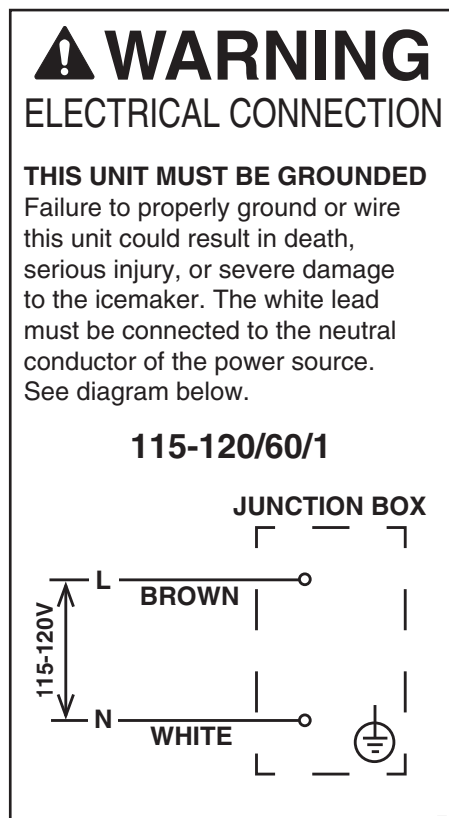 WARNING
ELECTRICAL CONNECTION
THIS UNIT MUST BE GROUNDED
Failure to properly ground or wire
this unit could result in death,
serious injury, or severe damage
to the icemaker. The white lead
must be connected to the neutral
conductor of the power source.
See diagram below.
115-120/60/1
JUNCTION BOX
L
BROWN
115-120V
N
WHITE